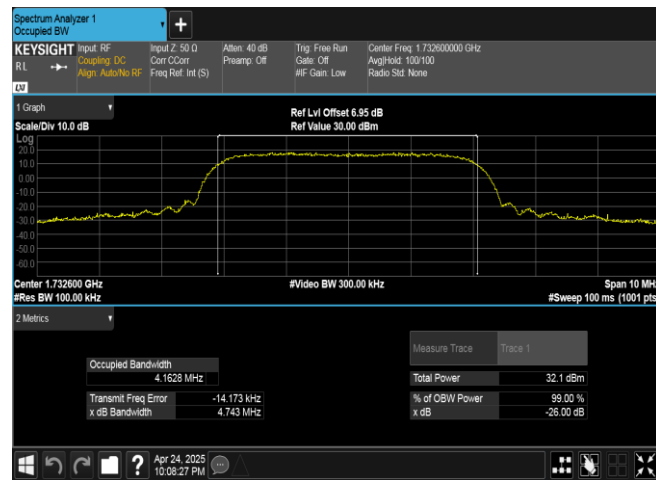 Spectrum Analyzer 1
Occupied BW
+
KEYSIGHT Input: RF Input Z: 50 Ω Atten: 40 dB Trig: Free Run Center Freq: 1.732600000 GHz
RL Coupling: DC Corr CCorr Preamp: Off Gate: Off Avg|Hold: 100/100
Align: Auto/No RF Freq Ref: Int (S) #IF Gain: Low Radio Std: None
LXI
1 Graph
Ref Lvl Offset 6.95 dB
Scale/Div 10.0 dB Ref Value 30.00 dBm
Log
20.0
10.0
0.00
-10.0
-20.0
-30.0
-40.0
-50.0
-60.0
Center 1.732600 GHz #Video BW 300.00 kHz Span 10 MHz
#Res BW 100.00 kHz #Sweep 100 ms (1001 pts
2 Metrics
Measure Trace Trace 1
Occupied Bandwidth
4.1628 MHz
Total Power 32.1 dBm
Transmit Freq Error -14.173 kHz % of OBW Power 99.00 %
x dB Bandwidth 4.743 MHz x dB -26.00 dB
? Apr 24, 2025
10:08:27 PM